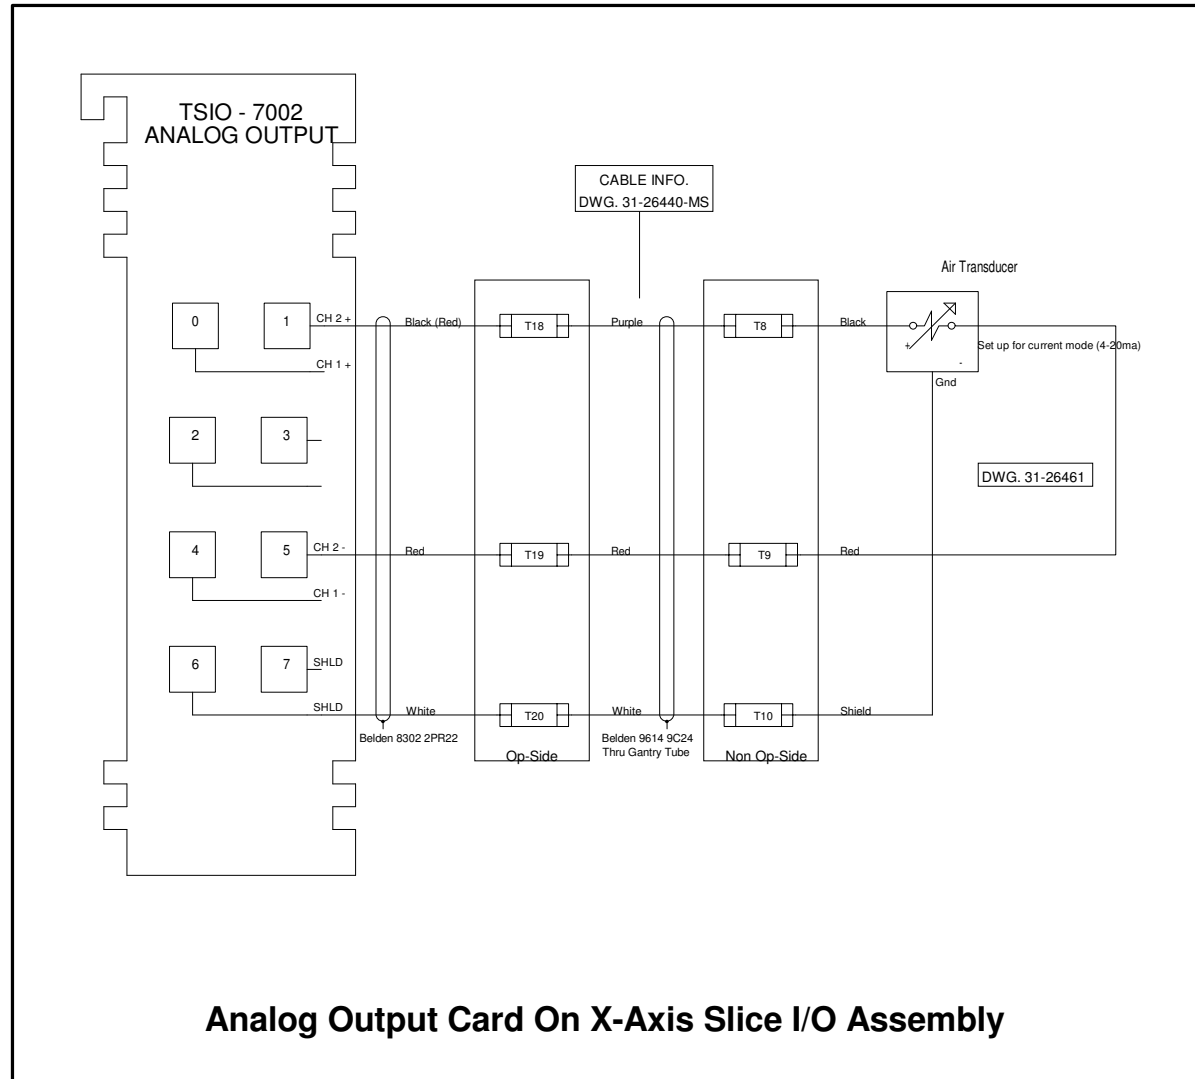 TSIO - 7002
ANALOG OUTPUT
CABLE INFO.
DWG. 31-26440-MS
Air Transducer
0
1
CH 2 +
Black (Red)
T18
Purple
T8
Black
+
-
Set up for current mode (4-20ma)
CH 1 +
Gnd
2
3
DWG. 31-26461
4
5
CH 2 -
Red
T19
Red
T9
Red
CH 1 -
6
7
SHLD
SHLD
White
T20
White
T10
Shield
Belden 8302 2PR22
Belden 9614 9C24
Thru Gantry Tube
Op-Side
Non Op-Side
Analog Output Card On X-Axis Slice I/O Assembly